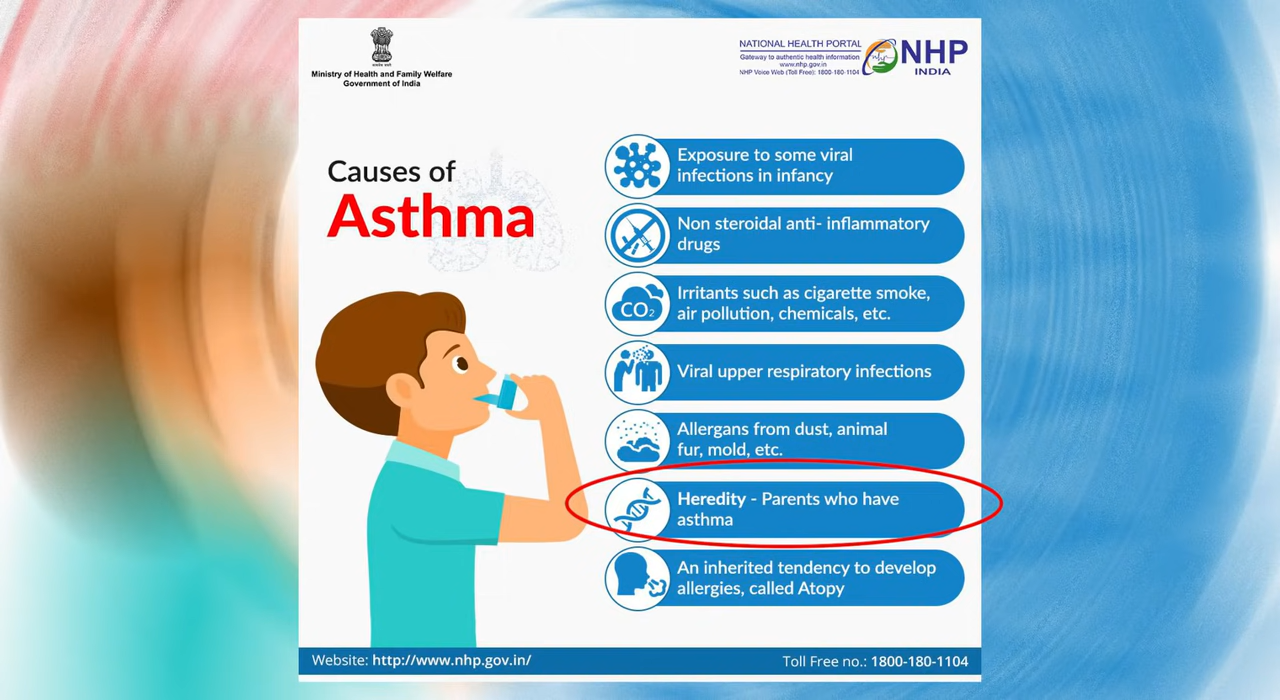 Ministry of Health and Family Welfare
Government of India
NATIONAL HEALTH PORTAL
Gateway to authentic health information
www.nhp.gov.in
NHP Voice Web (Toll Free): 1800-180-1104
NHP
INDIA
Causes of
Asthma
Exposure to some viral
infections in infancy
Non steroidal anti- inflammatory
drugs
CO₂
Irritants such as cigarette smoke,
air pollution, chemicals, etc.
Viral upper respiratory infections
Allergans from dust, animal
fur, mold, etc.
Heredity - Parents who have
asthma
An inherited tendency to develop
allergies, called Atopy
Website: http://www.nhp.gov.in/
Toll Free no.: 1800-180-1104